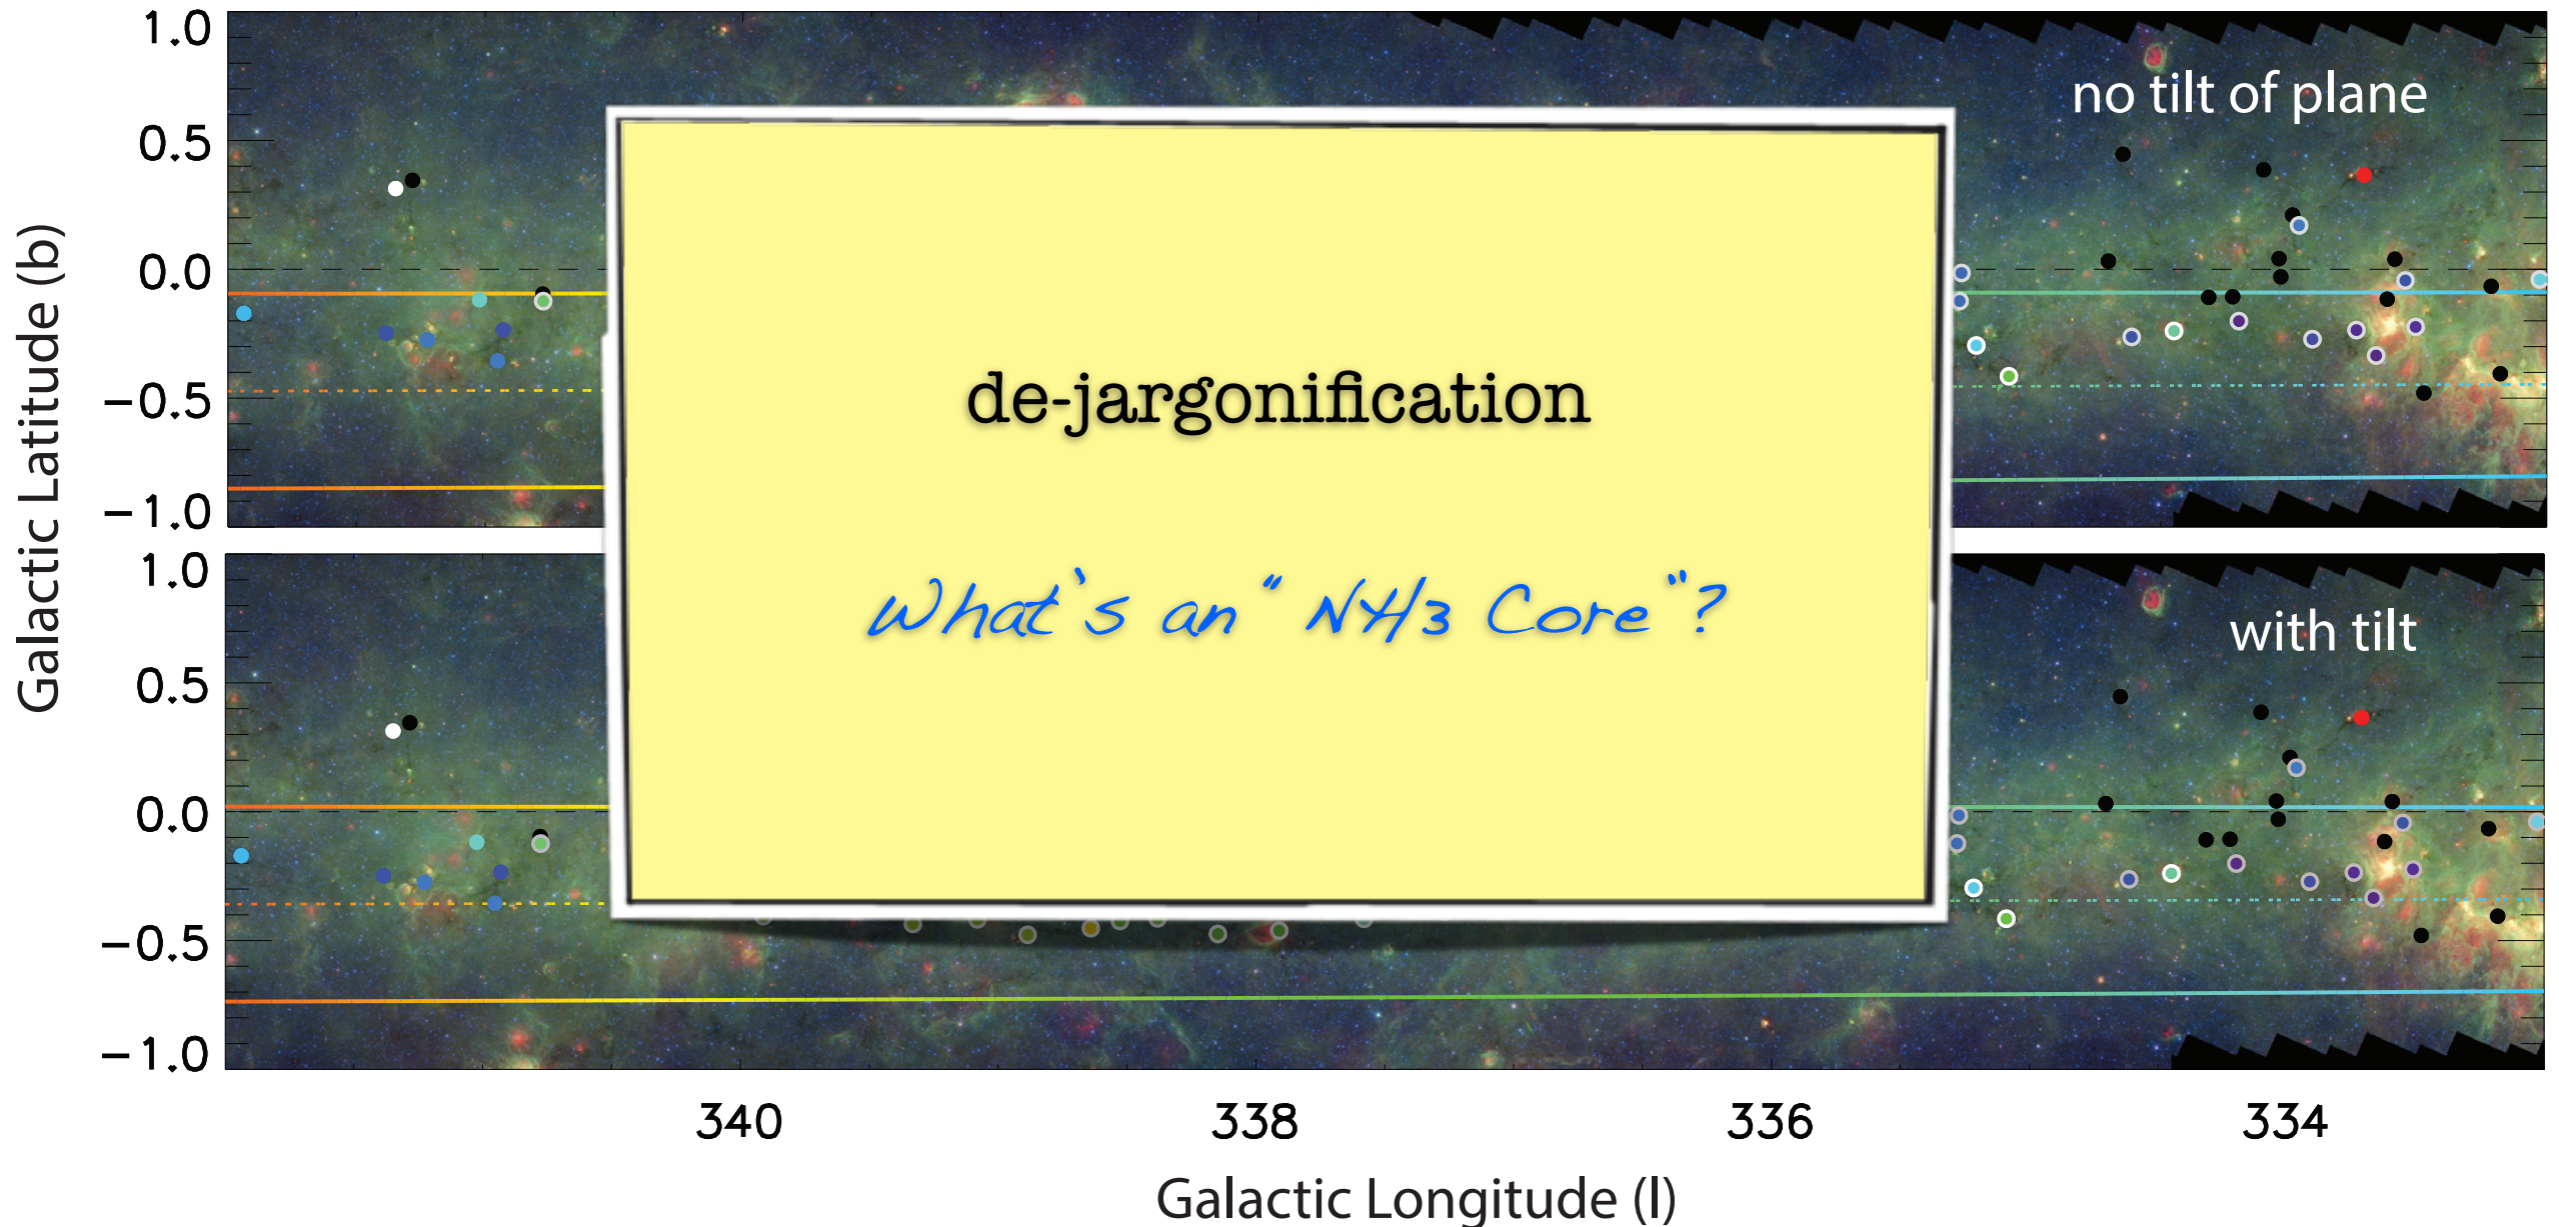 1.0
0.5
0.0
−0.5
−1.0
no tilt of plane
de-jargonification
What's an "NH3 Core"?
1.0
0.5
0.0
−0.5
−1.0
with tilt
Galactic Latitude (b)
340
338
336
334
Galactic Longitude (l)